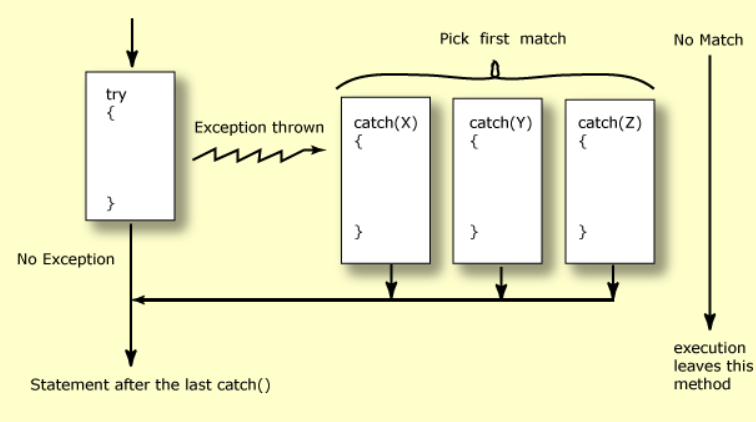 Pick first match
No Match
try
{
}
Exception thrown
catch(X)
{
}
catch(Y)
{
}
catch(Z)
{
}
No Exception
Statement after the last catch()
execution
leaves this
method